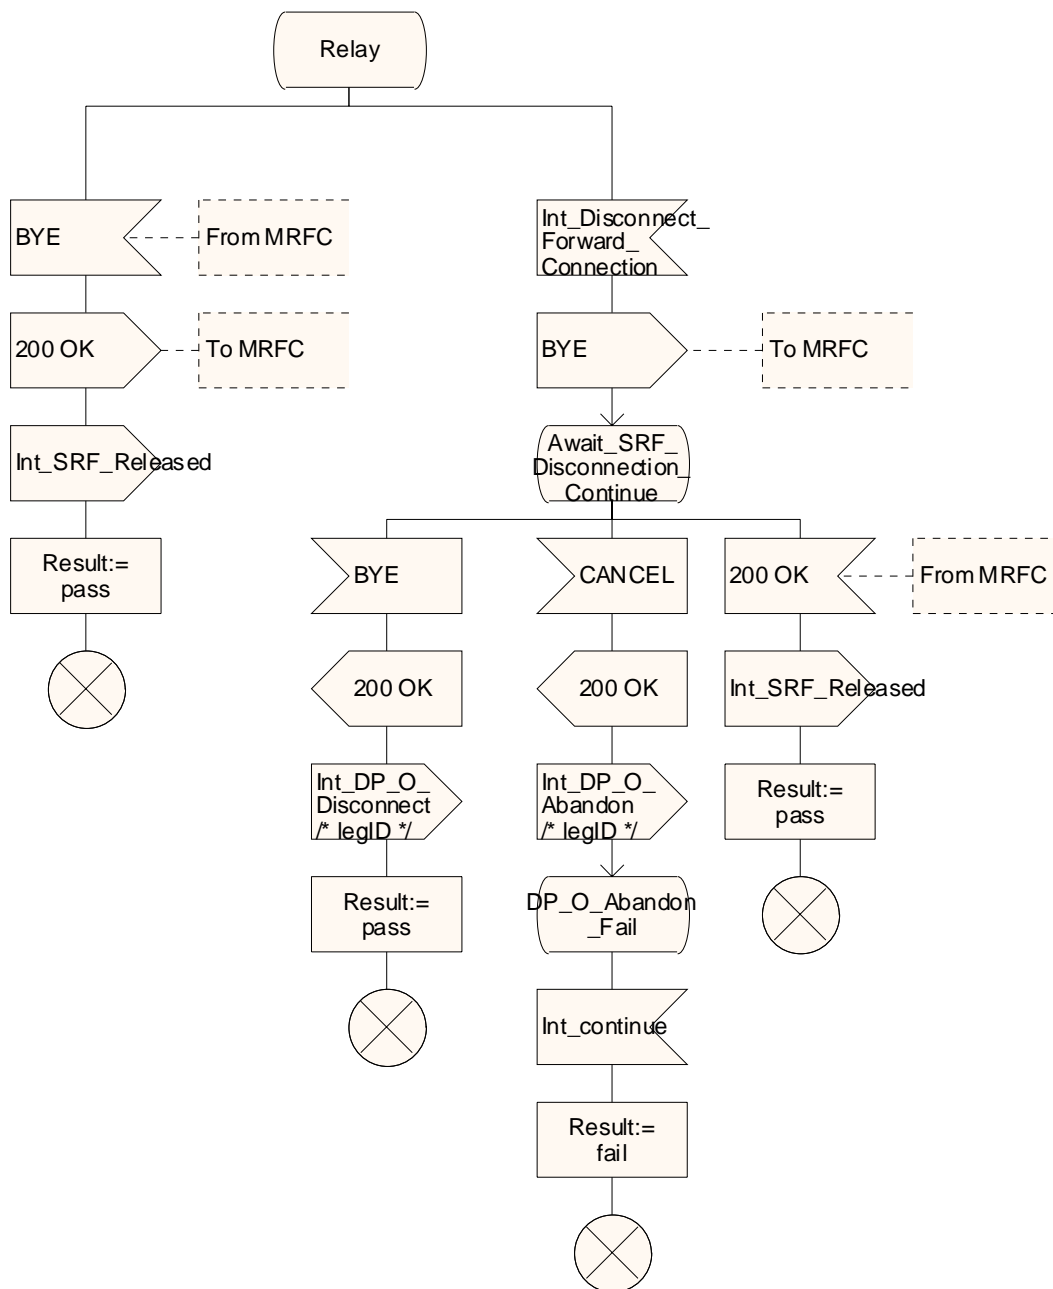 Relay
BYE
From MRFC
Int_Disconnect_
Forward_
Connection
200 OK
To MRFC
BYE
To MRFC
Int_SRF_Released
Await_SRF_
Disconnection_
Continue
Result:=
pass
BYE
CANCEL
200 OK
From MRFC
200 OK
200 OK
Int_SRF_Released
Int_DP_O_
Disconnect
/* legID */
Int_DP_O_
Abandon
/* legID */
Result:=
pass
Result:=
pass
DP_O_Abandon
_Fail
Int_continue
Result:=
fail